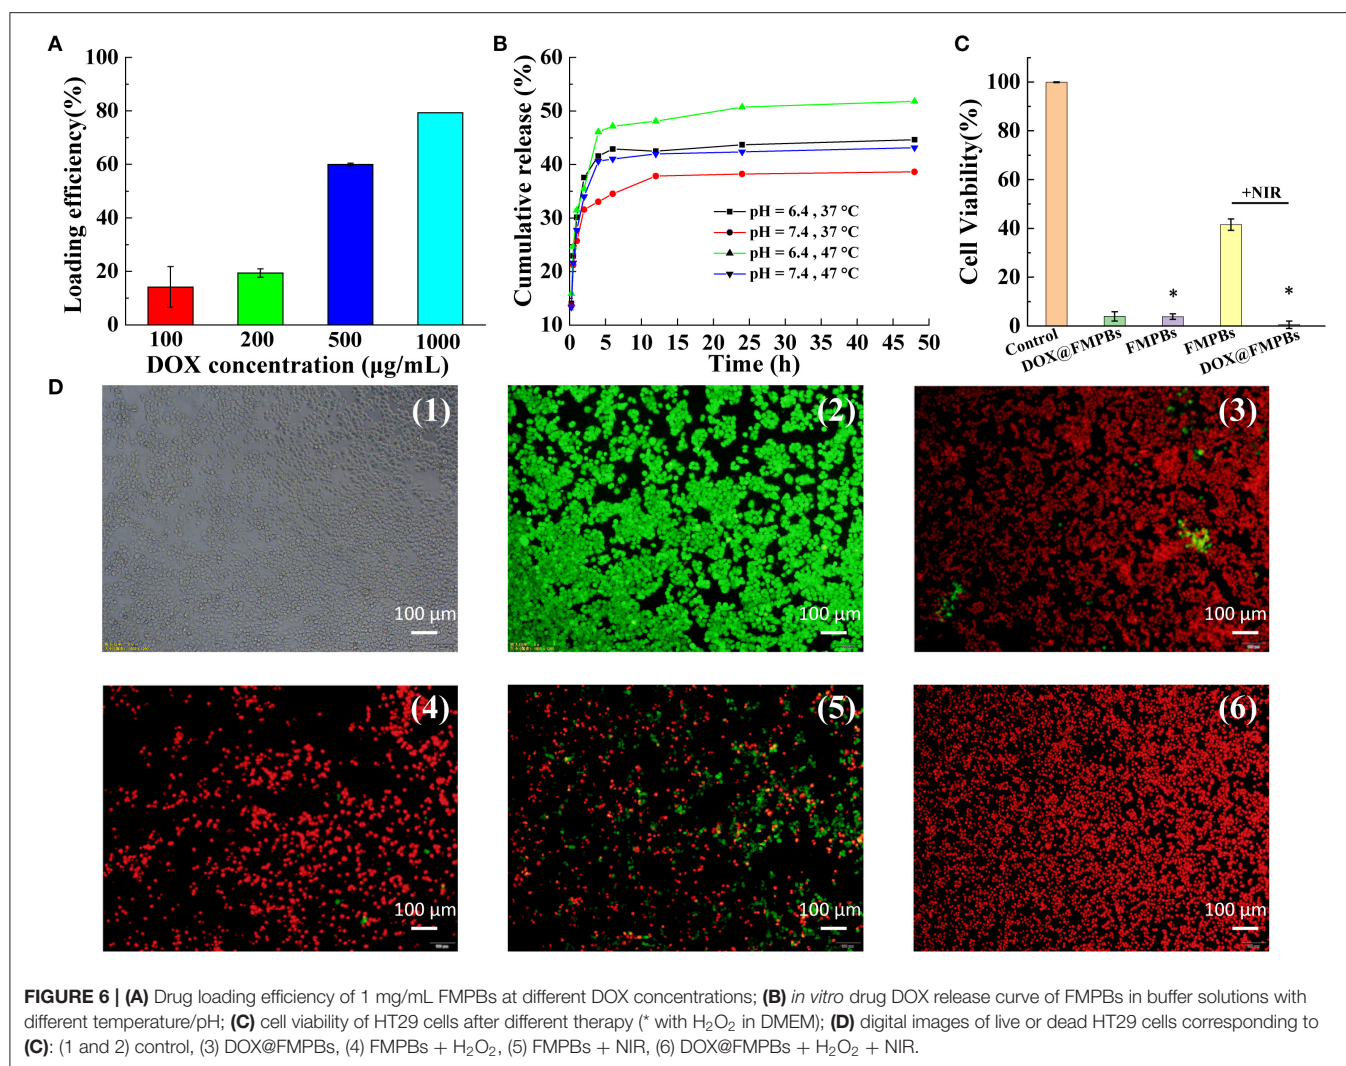 A
Loading efficiency(%)
100
80
60
40
20
0
100 200 500 1000
DOX concentration (μg/mL)
B
Cumulative release (%)
60
50
40
30
20
10
pH = 6.4 , 37 °C
pH = 7.4 , 37 °C
pH = 6.4 , 47 °C
pH = 7.4 , 47 °C
0 5 10 15 20 25 30 35 40 45 50
Time (h)
C
Cell Viability(%)
100
80
60
40
20
0
+NIR
* *
Control DOX@FMPBs FMPBs FMPBs DOX@FMPBs
D
(1)
100 μm
(2)
100 μm
(3)
100 μm
(4)
100 μm
(5)
100 μm
(6)
100 μm
FIGURE 6 | (A) Drug loading efficiency of 1 mg/mL FMPBs at different DOX concentrations; (B) in vitro drug DOX release curve of FMPBs in buffer solutions with
different temperature/pH; (C) cell viability of HT29 cells after different therapy (* with H₂O₂ in DMEM); (D) digital images of live or dead HT29 cells corresponding to
(C): (1 and 2) control, (3) DOX@FMPBs, (4) FMPBs + H₂O₂, (5) FMPBs + NIR, (6) DOX@FMPBs + H₂O₂ + NIR.